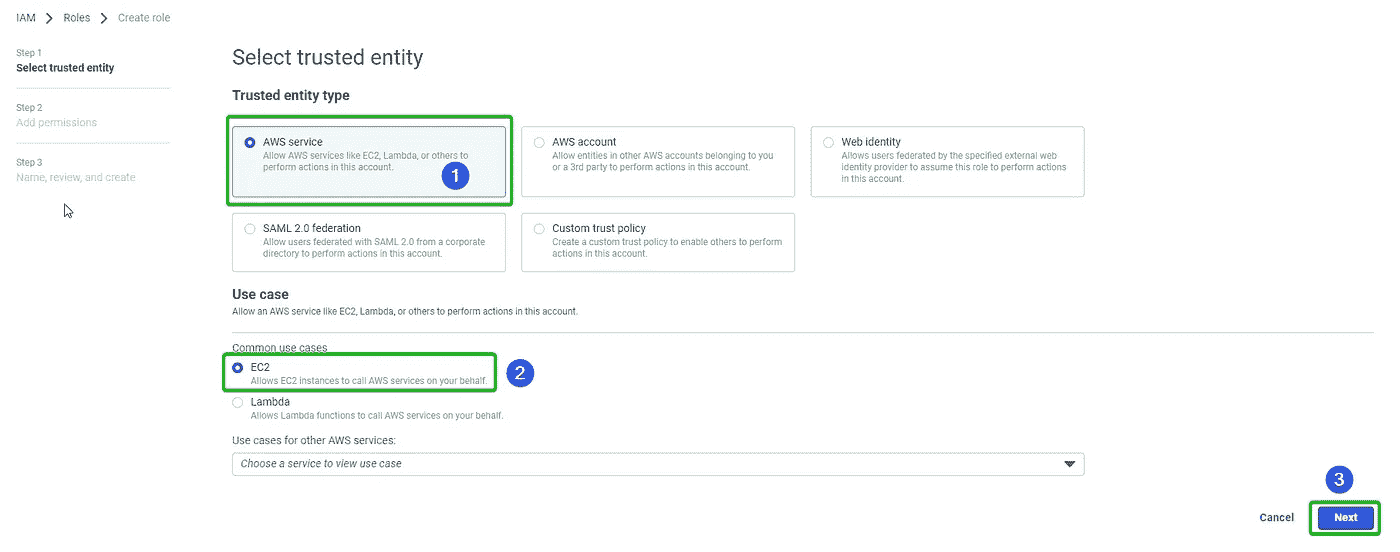 IAM > Roles > Create role
Step 1
Select trusted entity
Step 2
Add permissions
Step 3
Name, review, and create
Select trusted entity
Trusted entity type
AWS service
Allow AWS services like EC2, Lambda, or others to
perform actions in this account.
1
AWS account
Allow entities in other AWS accounts belonging to you
or a 3rd party to perform actions in this account.
Web identity
Allows users federated by the specified external web
identity provider to assume this role to perform actions
in this account.
SAML 2.0 federation
Allow users federated with SAML 2.0 from a corporate
directory to perform actions in this account.
Custom trust policy
Create a custom trust policy to enable others to perform
actions in this account.
Use case
Allow an AWS service like EC2, Lambda, or others to perform actions in this account.
Common use cases
EC2
Allows EC2 instances to call AWS services on your behalf.
2
Lambda
Allows Lambda functions to call AWS services on your behalf.
Use cases for other AWS services:
Choose a service to view use case
3
Cancel
Next